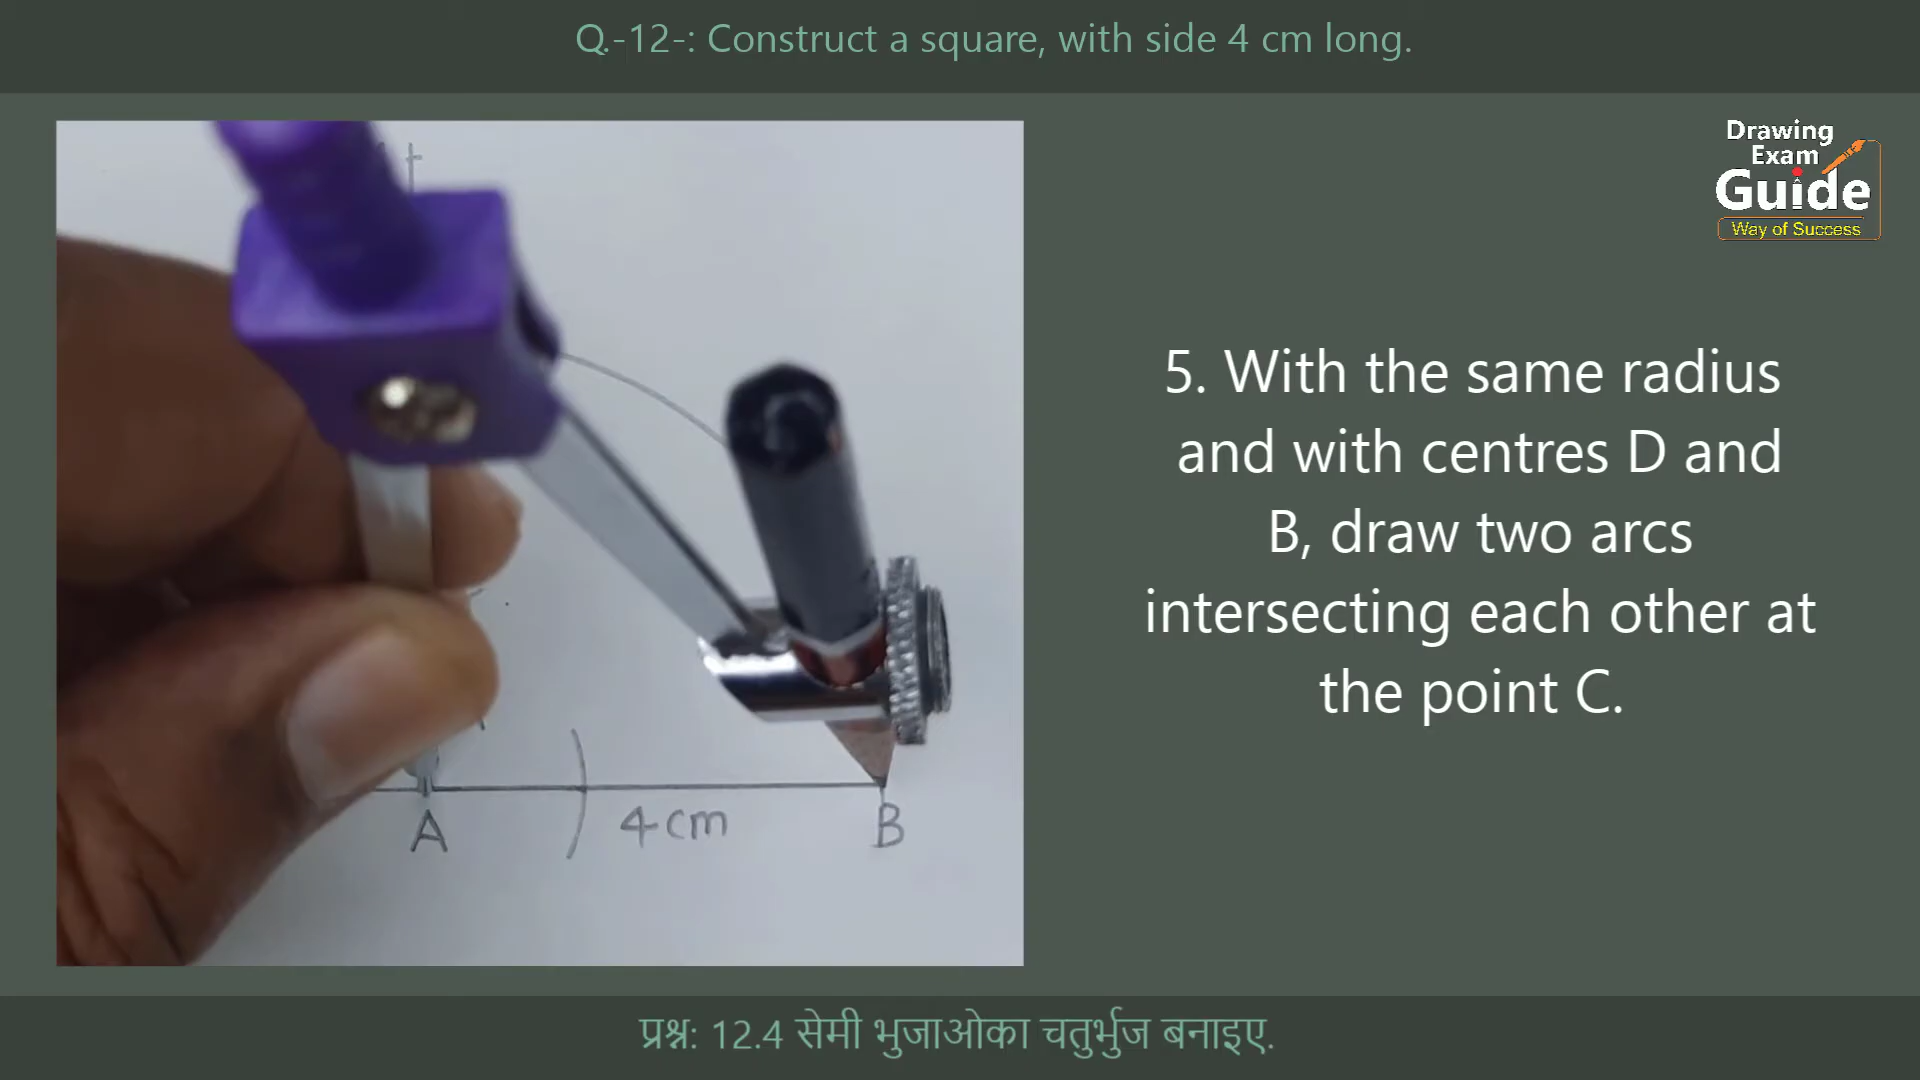 Q.-12-: Construct a square, with side 4 cm long.
Drawing
Exam
Guide
Way of Success
5. With the same radius
and with centres D and
B, draw two arcs
intersecting each other at
the point C.
A
4cm
B
प्रश्न: 12.4 सेमी भुजाओका चतुर्भुज बनाइए.